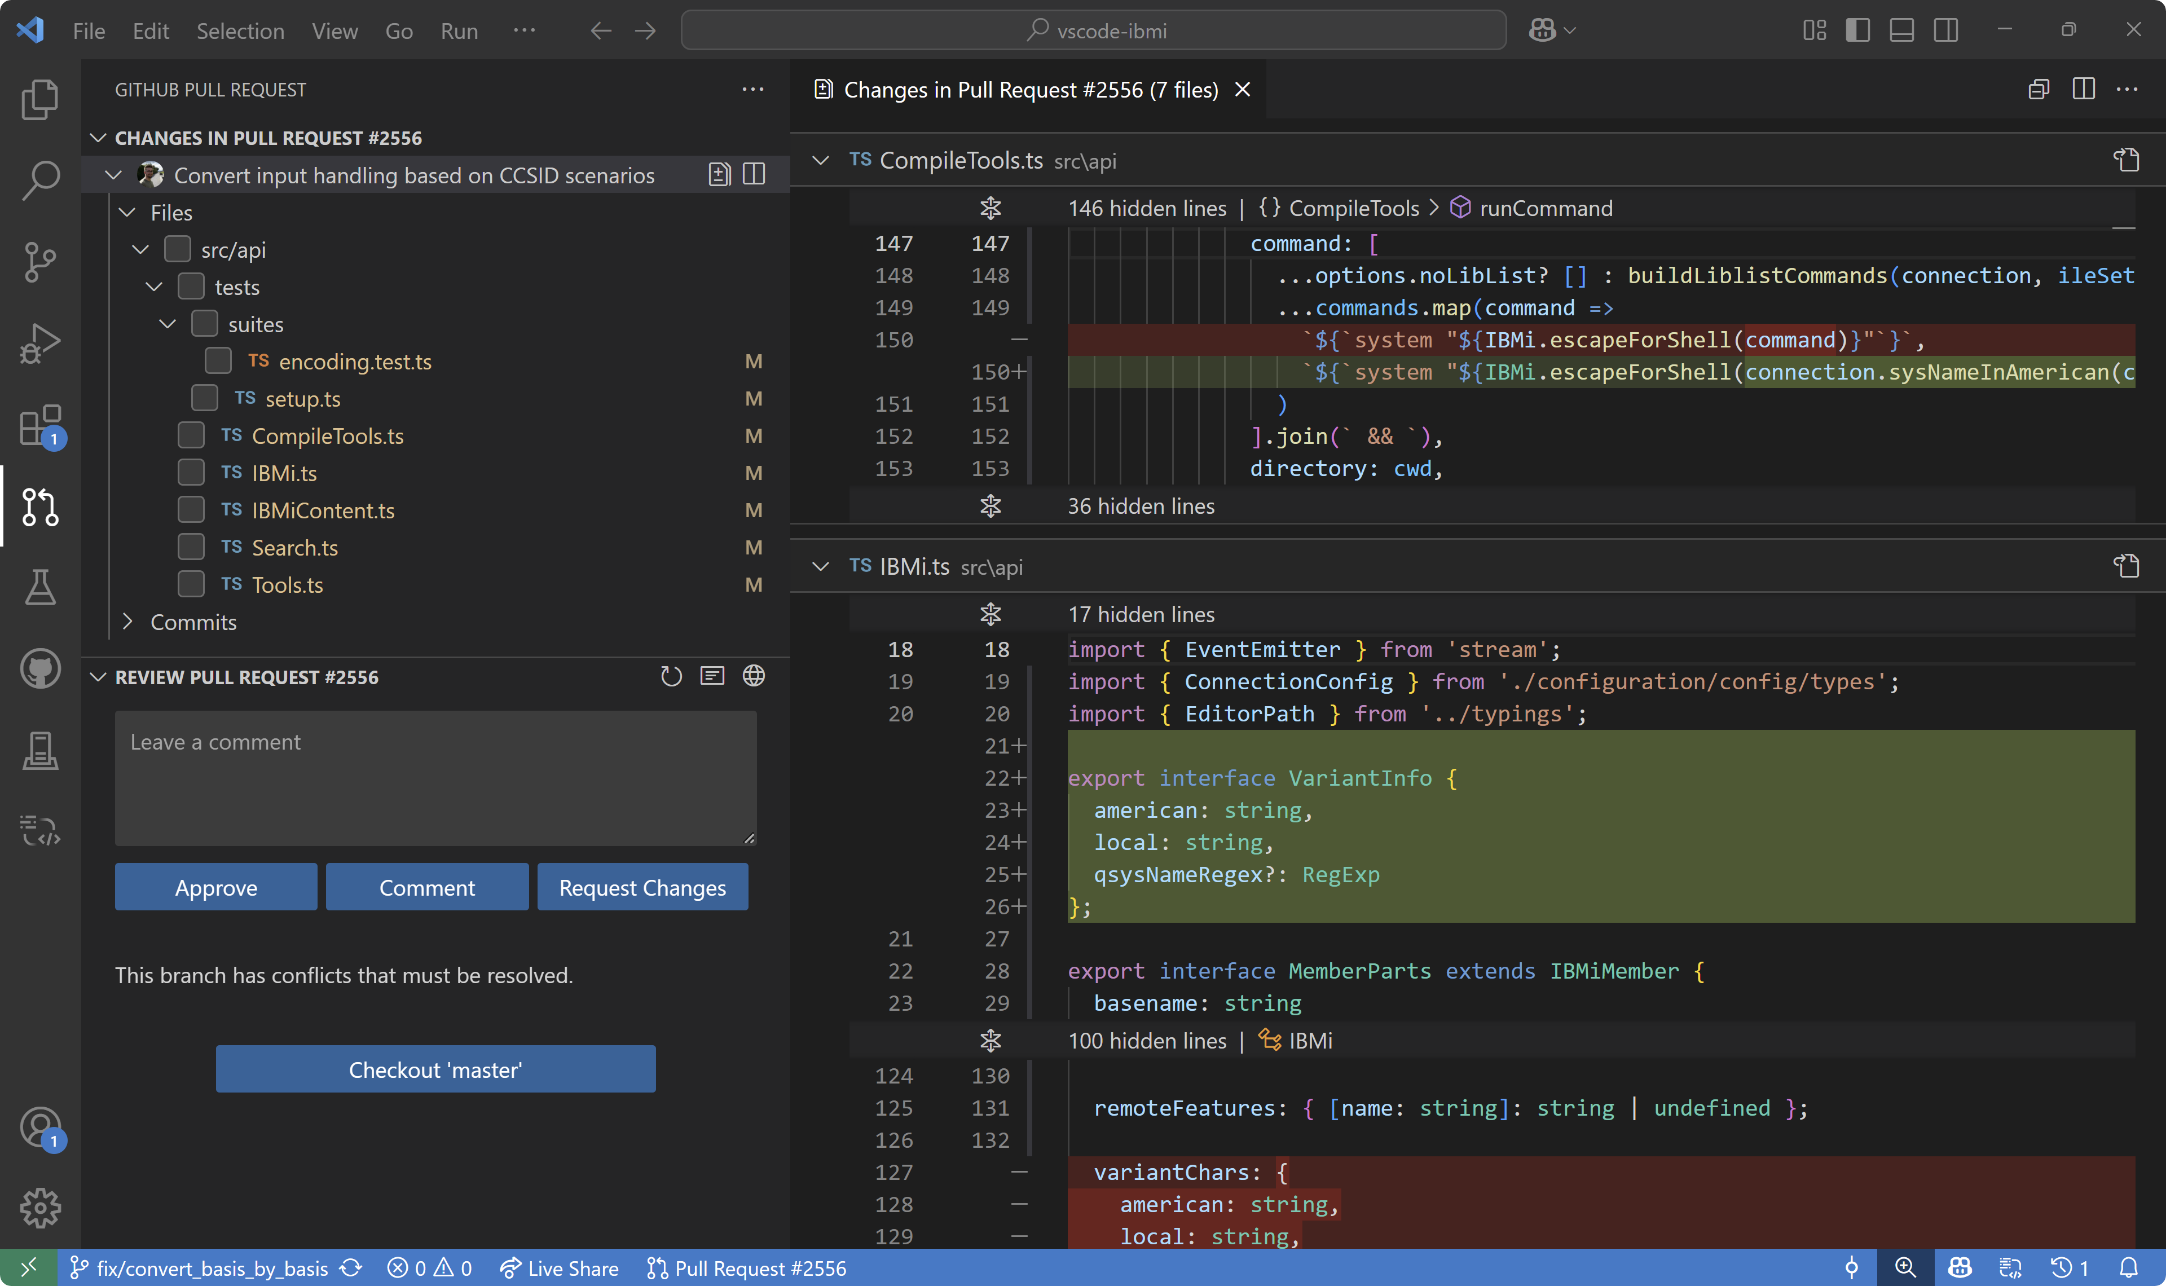 File Edit Selection View Go Run ...
vscode-ibmi
GITHUB PULL REQUEST
CHANGES IN PULL REQUEST #2556
Convert input handling based on CCSID scenarios
Files
src/api
tests
suites
TS encoding.test.ts M
TS setup.ts M
TS CompileTools.ts M
TS IBMi.ts M
TS IBMiContent.ts M
TS Search.ts M
TS Tools.ts M
Commits
REVIEW PULL REQUEST #2556
Leave a comment
Approve Comment Request Changes
This branch has conflicts that must be resolved.
Checkout 'master'
1
1
Changes in Pull Request #2556 (7 files)
TS CompileTools.ts src\api
146 hidden lines | {} CompileTools > runCommand
147 147 command: [
148 148 ...options.noLibList? [] : buildLiblistCommands(connection, ileSet
149 149 ...commands.map(command =>
150 — `${`system "${IBMi.escapeForShell(command)}"`}`,
150+ `${`system "${IBMi.escapeForShell(connection.sysNameInAmerican(c
151 151 )
152 152 ].join(` && `),
153 153 directory: cwd,
36 hidden lines
TS IBMi.ts src\api
17 hidden lines
18 18 import { EventEmitter } from 'stream';
19 19 import { ConnectionConfig } from './configuration/config/types';
20 20 import { EditorPath } from '../typings';
21+
22+ export interface VariantInfo {
23+ american: string,
24+ local: string,
25+ qsysNameRegex?: RegExp
26+ };
21 27
22 28 export interface MemberParts extends IBMiMember {
23 29 basename: string
100 hidden lines | IBMi
124 130
125 131 remoteFeatures: { [name: string]: string | undefined };
126 132
127 — variantChars: {
128 — american: string,
129 — local: string,
fix/convert_basis_by_basis 0 0 Live Share Pull Request #2556 1